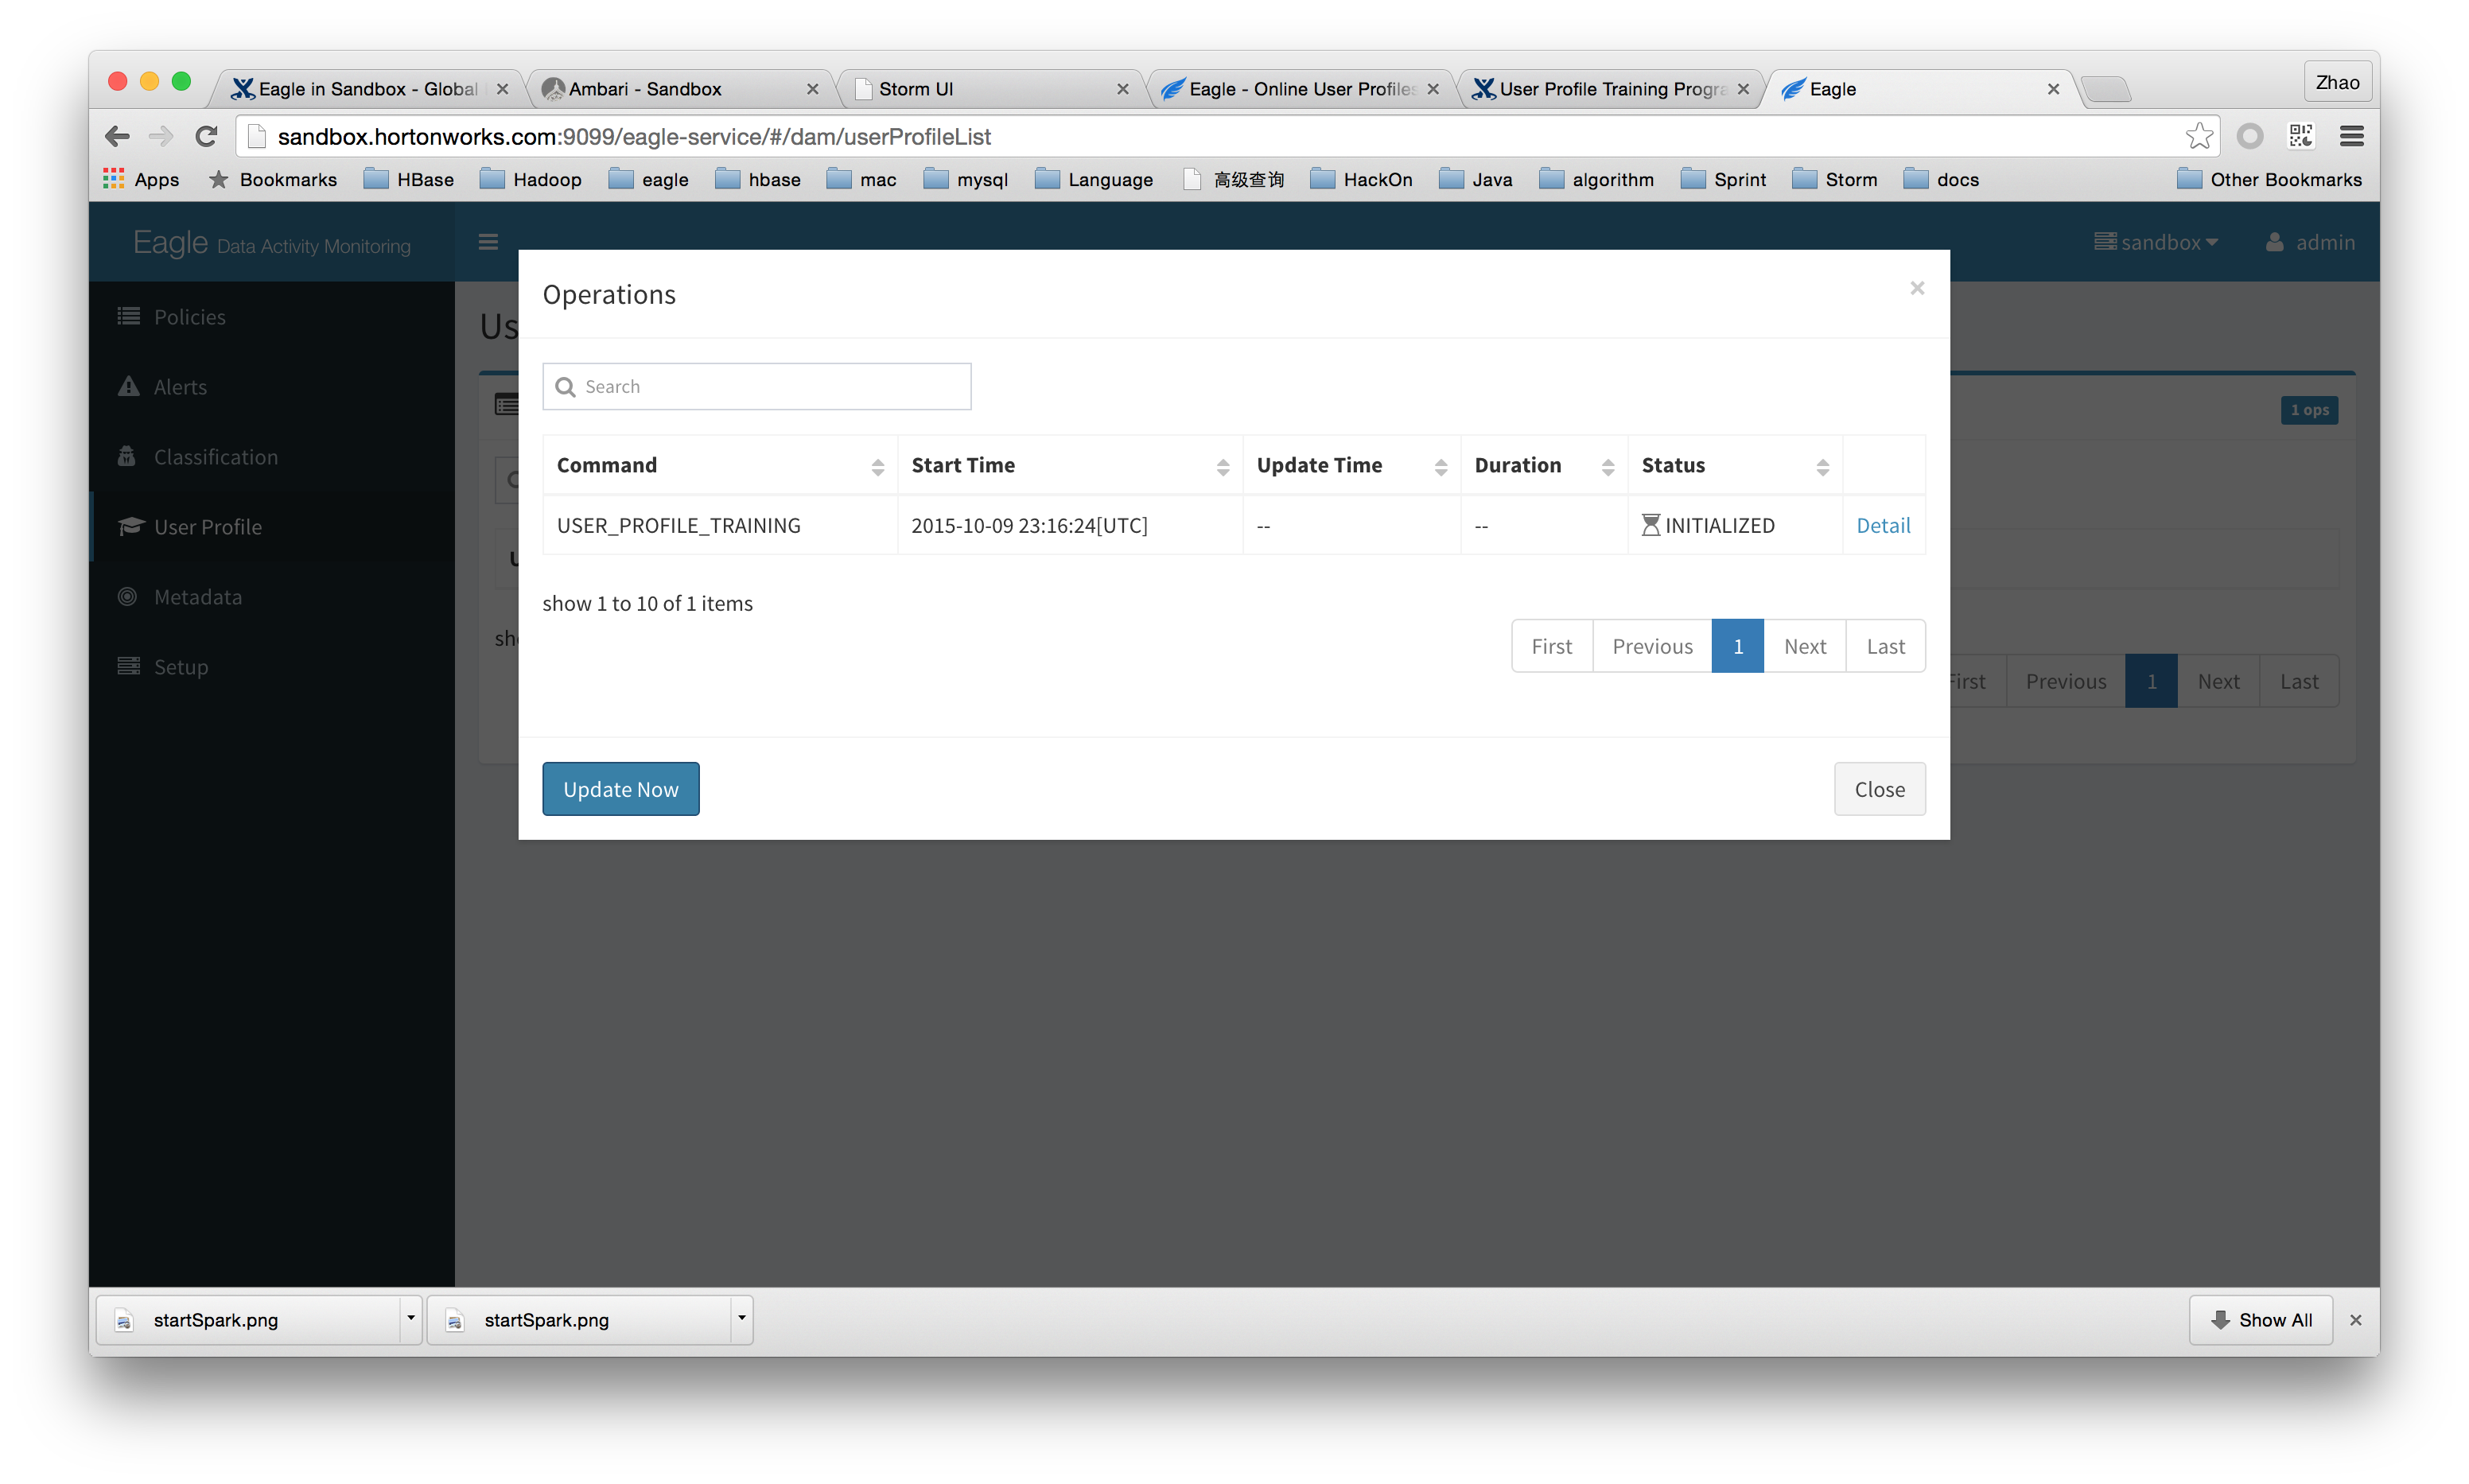 Eagle in Sandbox - Global
Ambari - Sandbox
Storm UI
Eagle - Online User Profiles
User Profile Training Progra
Eagle
Zhao
sandbox.hortonworks.com:9099/eagle-service/#/dam/userProfileList
Apps Bookmarks HBase Hadoop eagle hbase mac mysql Language 高级查询 HackOn Java algorithm Sprint Storm docs Other Bookmarks
Eagle Data Activity Monitoring
sandbox admin
Policies
Alerts
Classification
User Profile
Metadata
Setup
Us
1 ops
sh
First Previous 1 Next Last
Operations
×
Search
Command Start Time Update Time Duration Status
USER_PROFILE_TRAINING 2015-10-09 23:16:24[UTC] -- -- INITIALIZED Detail
show 1 to 10 of 1 items
First Previous 1 Next Last
Update Now Close
startSpark.png startSpark.png Show All